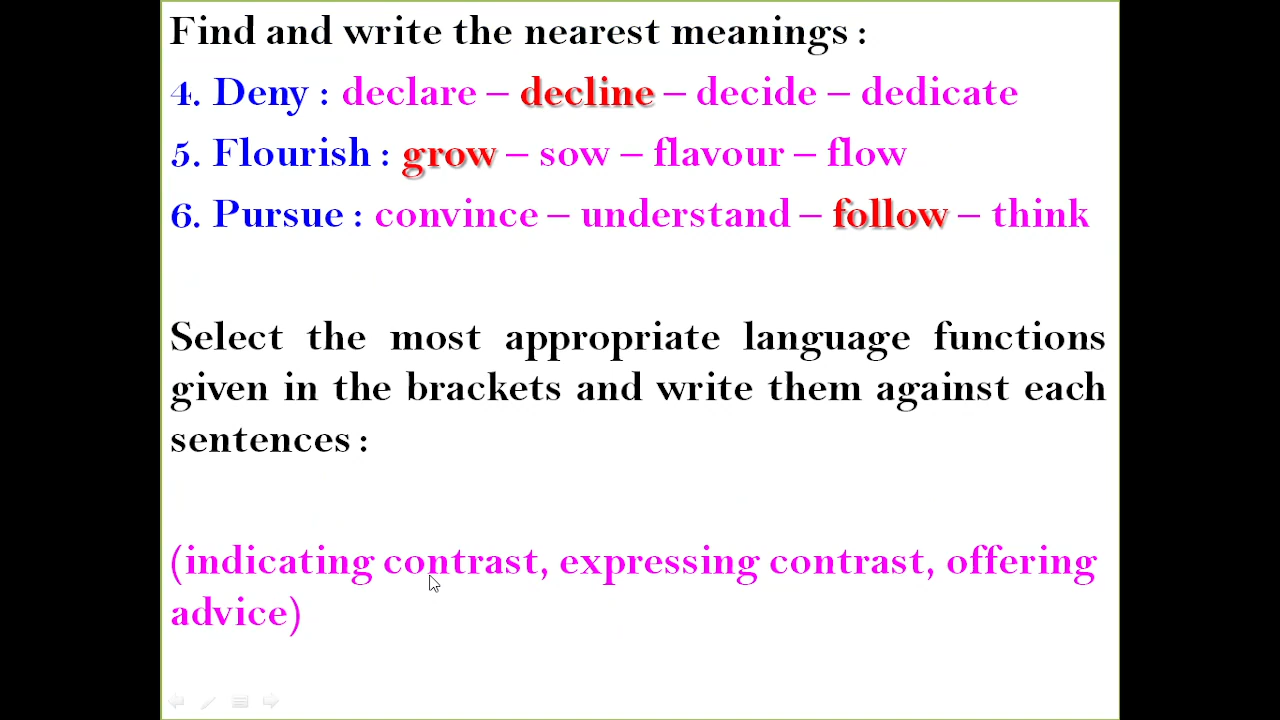 Find and write the nearest meanings :
4. Deny : declare – decline – decide – dedicate
5. Flourish : grow – sow – flavour – flow
6. Pursue : convince – understand – follow – think
Select the most appropriate language functions
given in the brackets and write them against each
sentences :
(indicating contrast, expressing contrast, offering
advice)